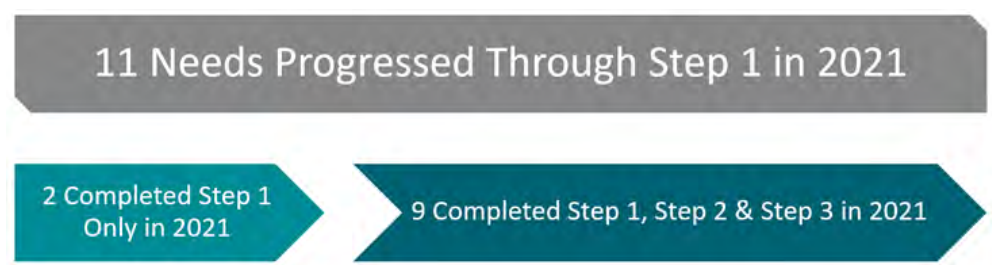 11 Needs Progressed Through Step 1 in 2021
2 Completed Step 1
Only in 2021
9 Completed Step 1, Step 2 & Step 3 in 2021